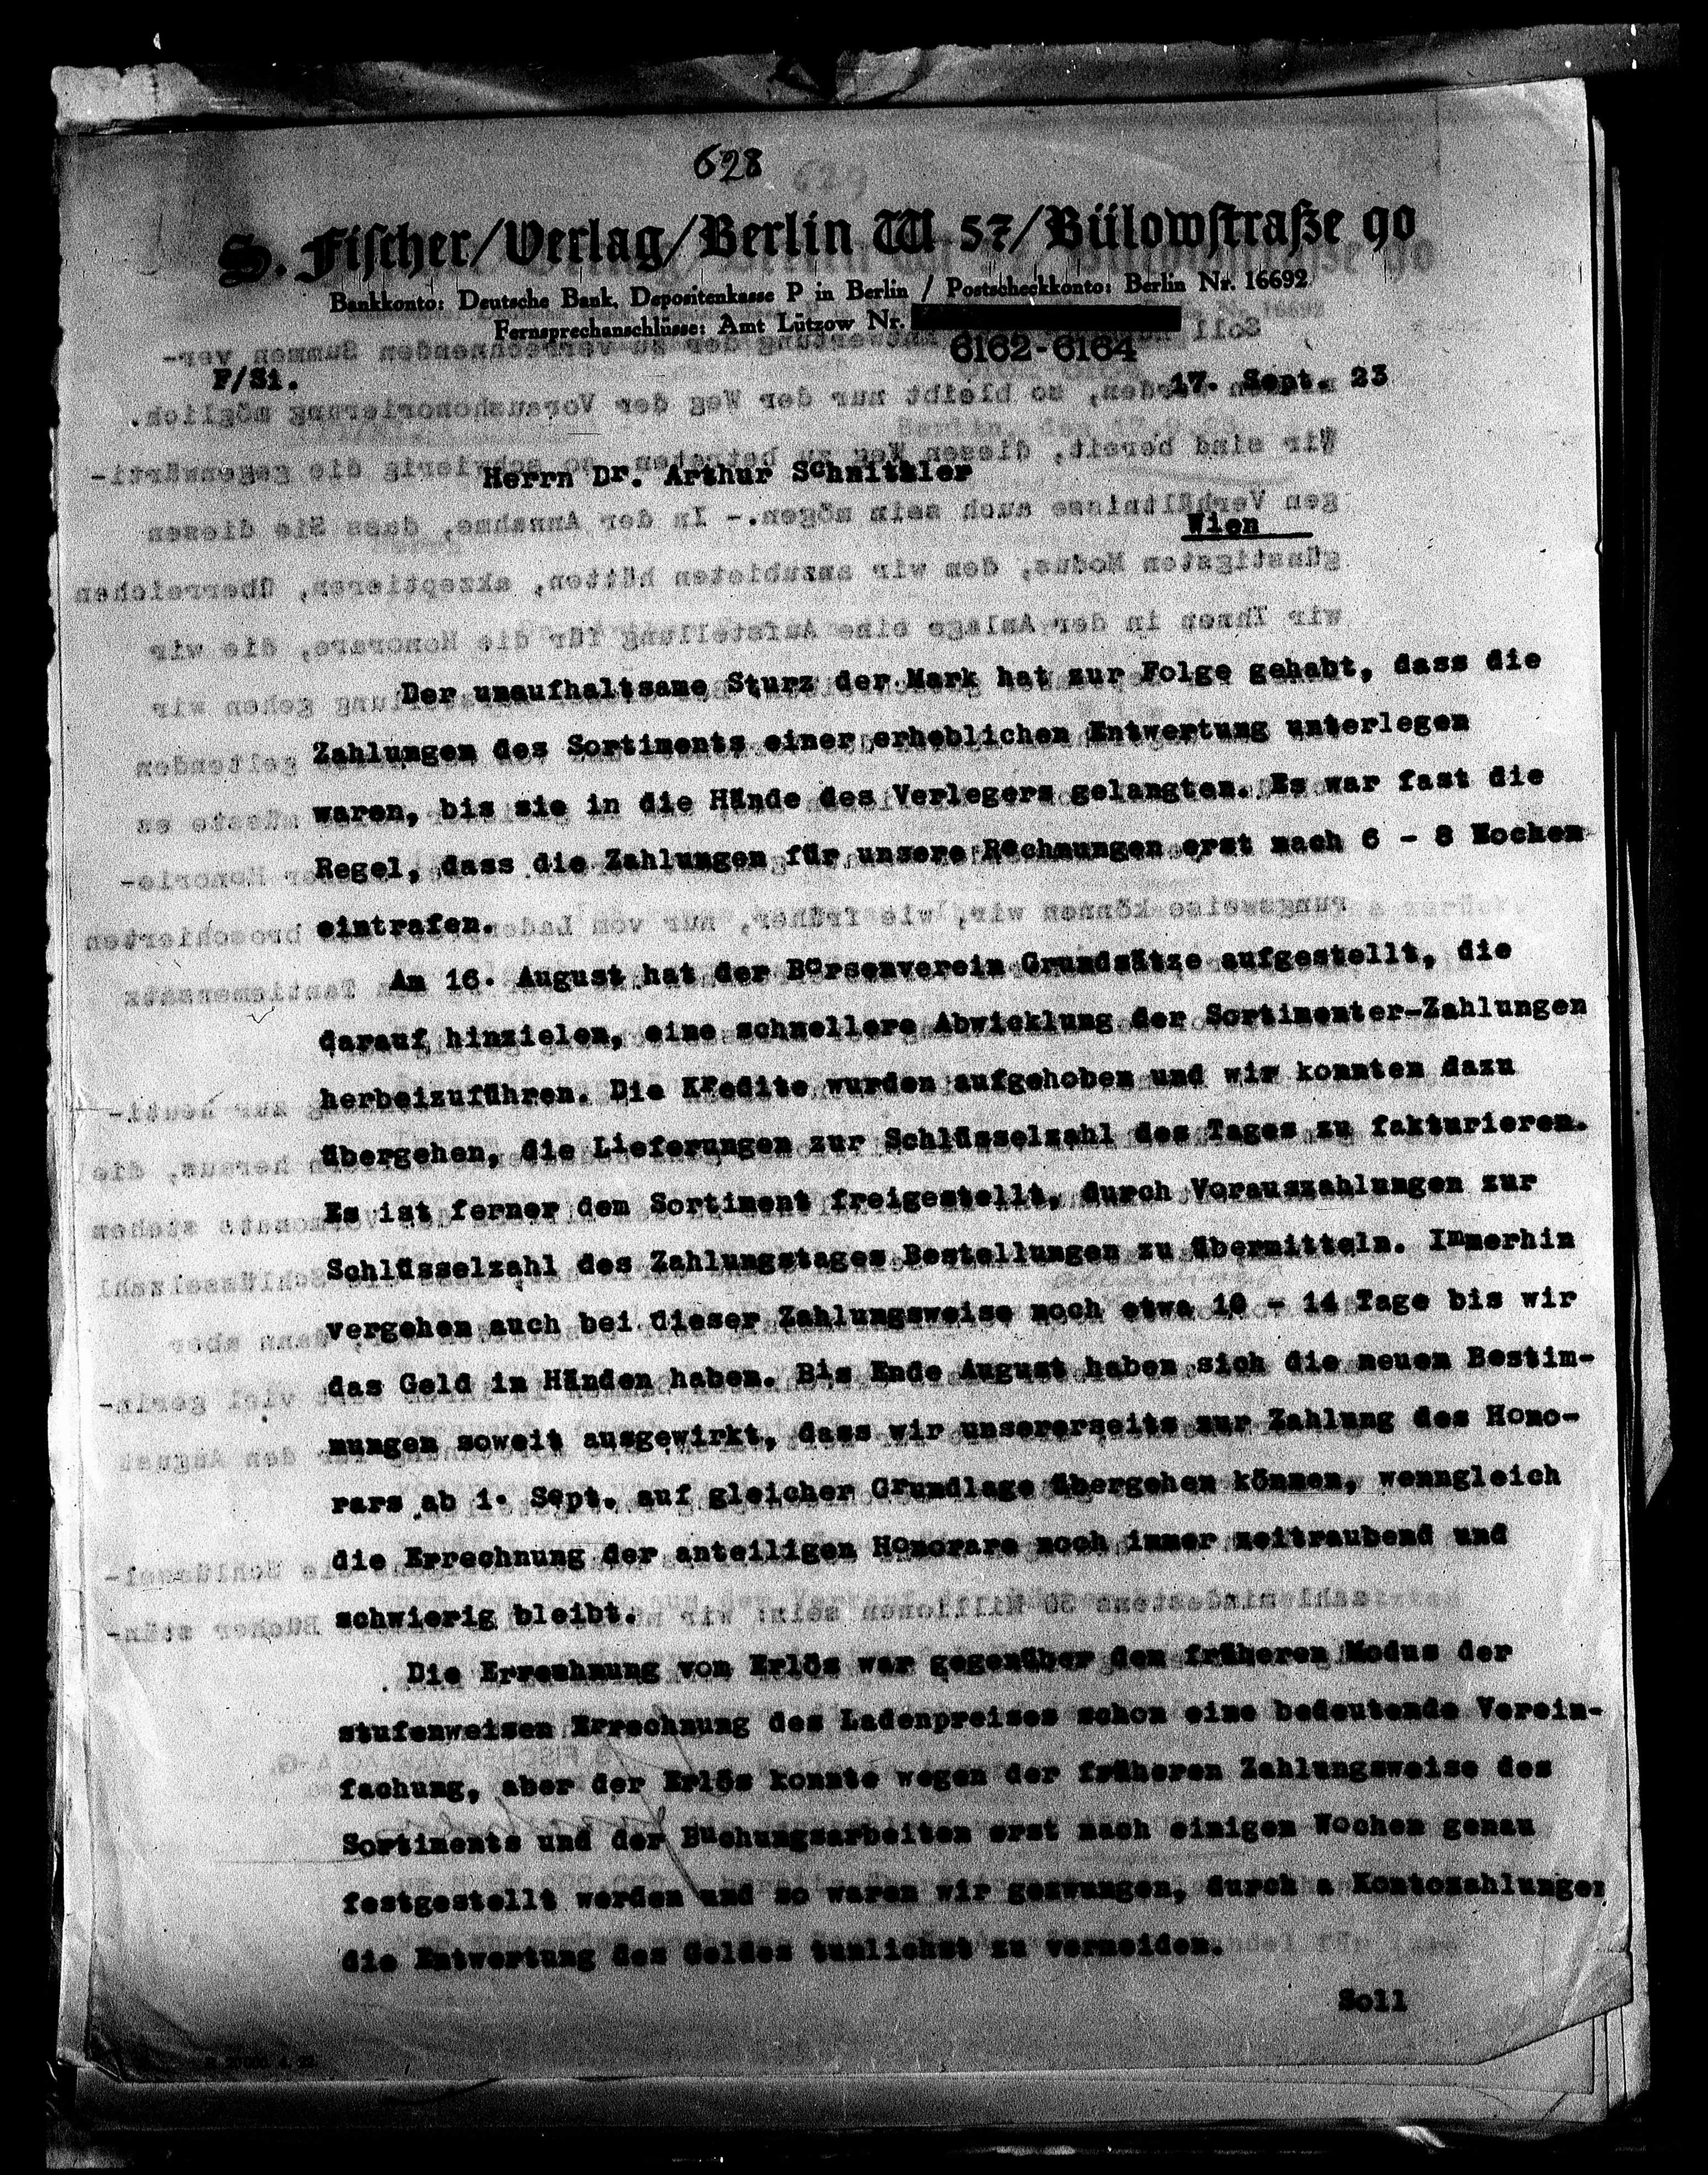 628
S. Fischer/Verlag/Berlin W 57/Bülowstraße 90
Bankkonto: Deutsche Bank, Depositenkasse P in Berlin / Postscheckkonto: Berlin Nr. 16692
Fernsprechanschlüsse: Amt Lützow Nr.
6162-6164
F/Si.
17. Sept. 23
Herrn Dr. Arthur Schnitzler
Wien
Der unaufhaltsame Sturz der Mark hat zur Folge gehabt, dass die
Zahlungen des Sortiments einer erheblichen Entwertung unterlegen
waren, bis sie in die Hände des Verlegers gelangten. Es war fast die
Regel, dass die Zahlungen für unsere Rechnungen erst nach 6 - 8 Wochen
eintrafen.
Am 16. August hat der Börsenverein Grundsätze aufgestellt, die
darauf hinzielen, eine schnellere Abwicklung der Sortimenter-Zahlungen
herbeizuführen. Die Kredite wurden aufgehoben und wir konnten dazu
übergehen, die Lieferungen zur Schlüsselzahl des Tages zu fakturieren.
Es ist ferner dem Sortiment freigestellt, durch Vorauszahlungen zur
Schlüsselzahl des Zahlungstages Bestellungen zu übermitteln. Immerhin
vergehen auch bei dieser Zahlungsweise noch etwa 10 - 14 Tage bis wir
das Geld in Händen haben. Bis Ende August haben sich die neuen Bestim-
mungen soweit ausgewirkt, dass wir unsererseits zur Zahlung des Hono-
rars ab 1. Sept. auf gleicher Grundlage übergehen können, wenngleich
die Errechnung der anteiligen Honorare noch immer zeitraubend und
schwierig bleibt.
Die Errechnung vom Erlös war gegenüber dem früheren Modus der
stufenweisen Errechnung des Ladenpreises schon eine bedeutende Verein-
fachung, aber der Erlös konnte wegen der früheren Zahlungsweise des
Sortiments und der Buchungsarbeiten erst nach einigen Wochen genau
festgestellt werden und so waren wir gezwungen, durch a Kontozahlungen
die Entwertung des Geldes tunlichst zu vermeiden.
Soll